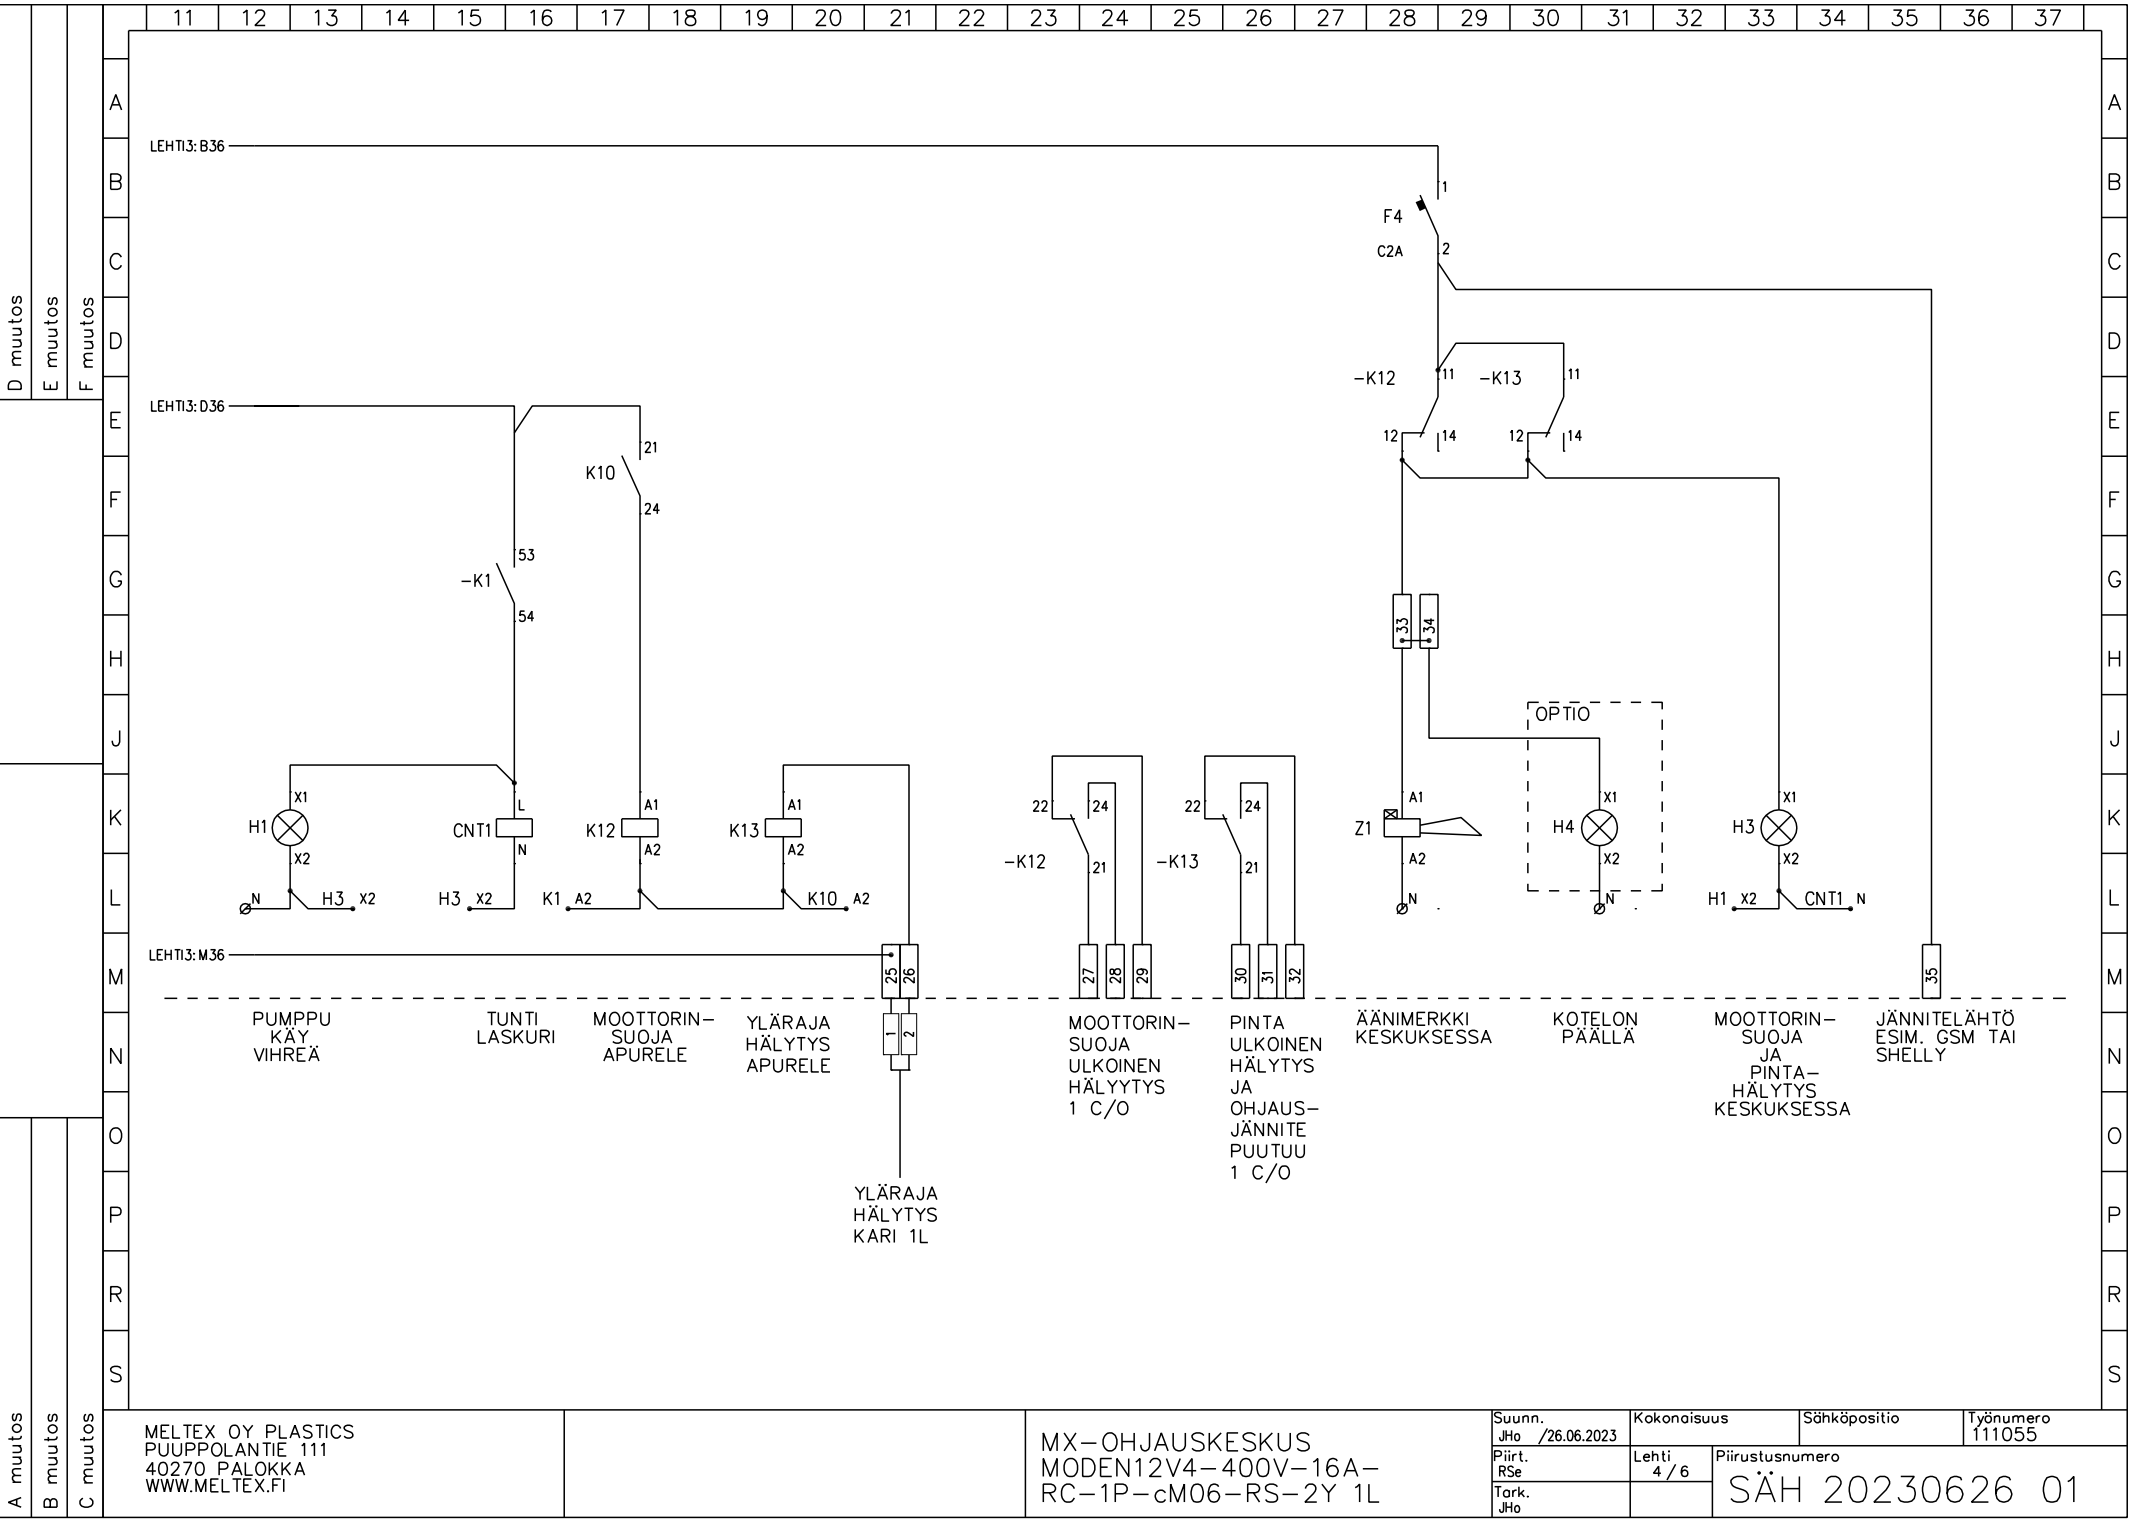 11 12 13 14 15 16 17 18 19 20 21 22 23 24 25 26 27 28 29 30 31 32 33 34 35 36 37
A A
LEHTI3:B36
B B
1
F4
C2A 2
C C
D muutos
E muutos
F muutos
D D
-K12 11 -K13 11
LEHTI3:D36
E E
12 14 12 14
21
K10
24
F F
53
-K1
54
G G
33 34
H H
OPTIO
J J
X1 L A1 A1 22 24 22 24 A1 X1 X1
H1 CNT1 K12 K13 Z1 H4 H3
K K
X2 N A2 A2 -K12 21 -K13 21 A2 X2 X2
N H3 X2 H3 X2 K1 A2 K10 A2 N N H1 X2 CNT1 N
L L
LEHTI3:M36
25 26 27 28 29 30 31 32 35
M M
1 2
N N
PUMPPU
KÄY
VIHREÄ
TUNTI
LASKURI
MOOTTORIN-
SUOJA
APURELE
YLÄRAJA
HÄLYTYS
APURELE
MOOTTORIN-
SUOJA
ULKOINEN
HÄLYYTYS
1 C/O
PINTA
ULKOINEN
HÄLYTYS
JA
OHJAUS-
JÄNNITE
PUUTUU
1 C/O
ÄÄNIMERKKI
KESKUKSESSA
KOTELON
PÄÄLLÄ
MOOTTORIN-
SUOJA
JA
PINTA-
HÄLYTYS
KESKUKSESSA
JÄNNITELÄHTÖ
ESIM. GSM TAI
SHELLY
O O
YLÄRAJA
HÄLYTYS
KARI 1L
P P
R R
S S
A muutos
B muutos
C muutos
MELTEX OY PLASTICS
PUUPPOLANTIE 111
40270 PALOKKA
WWW.MELTEX.FI
MX-OHJAUSKESKUS
MODEN12V4-400V-16A-
RC-1P-cM06-RS-2Y 1L
Suunn.
JHo /26.06.2023
Kokonaisuus
Sähköpositio
Työnumero
111055
Piirt.
RSe
Lehti
4/6
Piirustusnumero
SÄH 20230626 01
Tark.
JHo